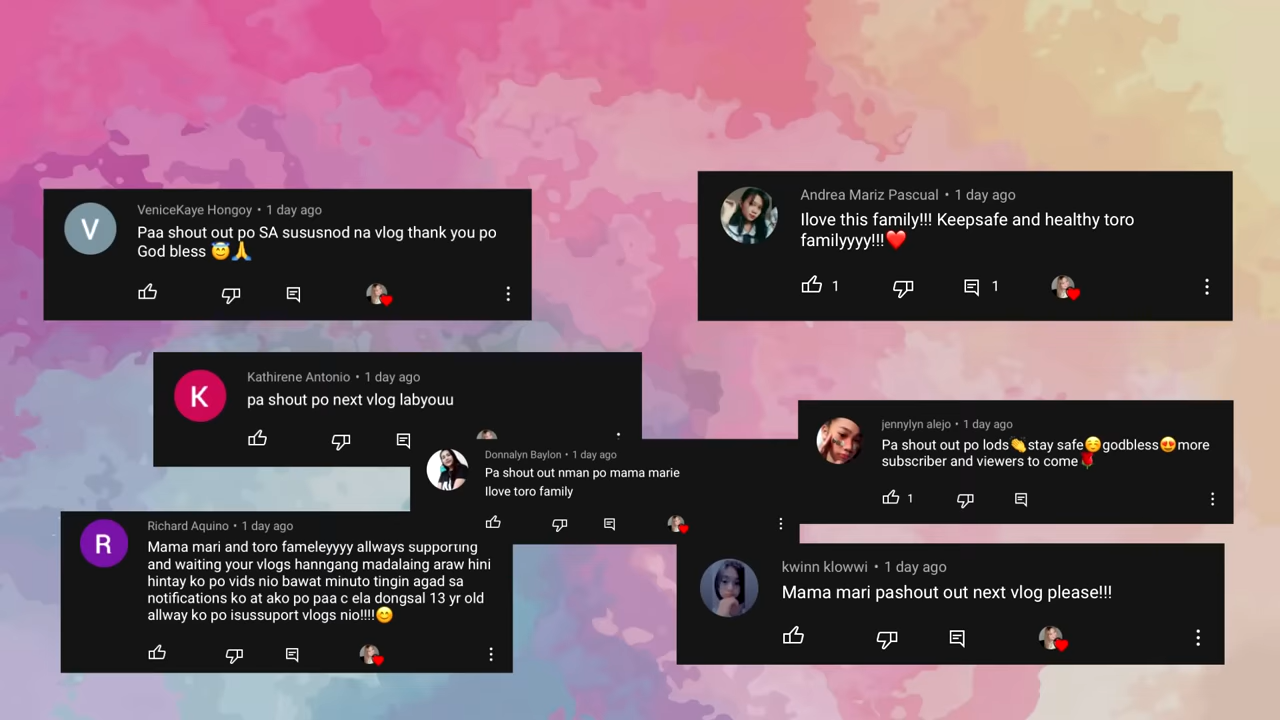 VeniceKaye Hongoy • 1 day ago
Paa shout out po SA sususnod na vlog thank you po
God bless 😇🙏
Andrea Mariz Pascual • 1 day ago
Ilove this family!!! Keepsafe and healthy toro
familyyyy!!!❤️
1
1
Kathirene Antonio • 1 day ago
pa shout po next vlog labyouu
jennylyn alejo • 1 day ago
Pa shout out po lods👏stay safe☺️godbless😍more
subscriber and viewers to come🌹
1
Donnalyn Baylon • 1 day ago
Pa shout out nman po mama marie
Ilove toro family
Richard Aquino • 1 day ago
Mama mari and toro fameleyyyy allways supporting
and waiting your vlogs hanngang madalaing araw hini
hintay ko po vids nio bawat minuto tingin agad sa
notifications ko at ako po paa c ela dongsal 13 yr old
allway ko po isussuport vlogs nio!!!!😊
kwinn klowwi • 1 day ago
Mama mari pashout out next vlog please!!!
V
K
R